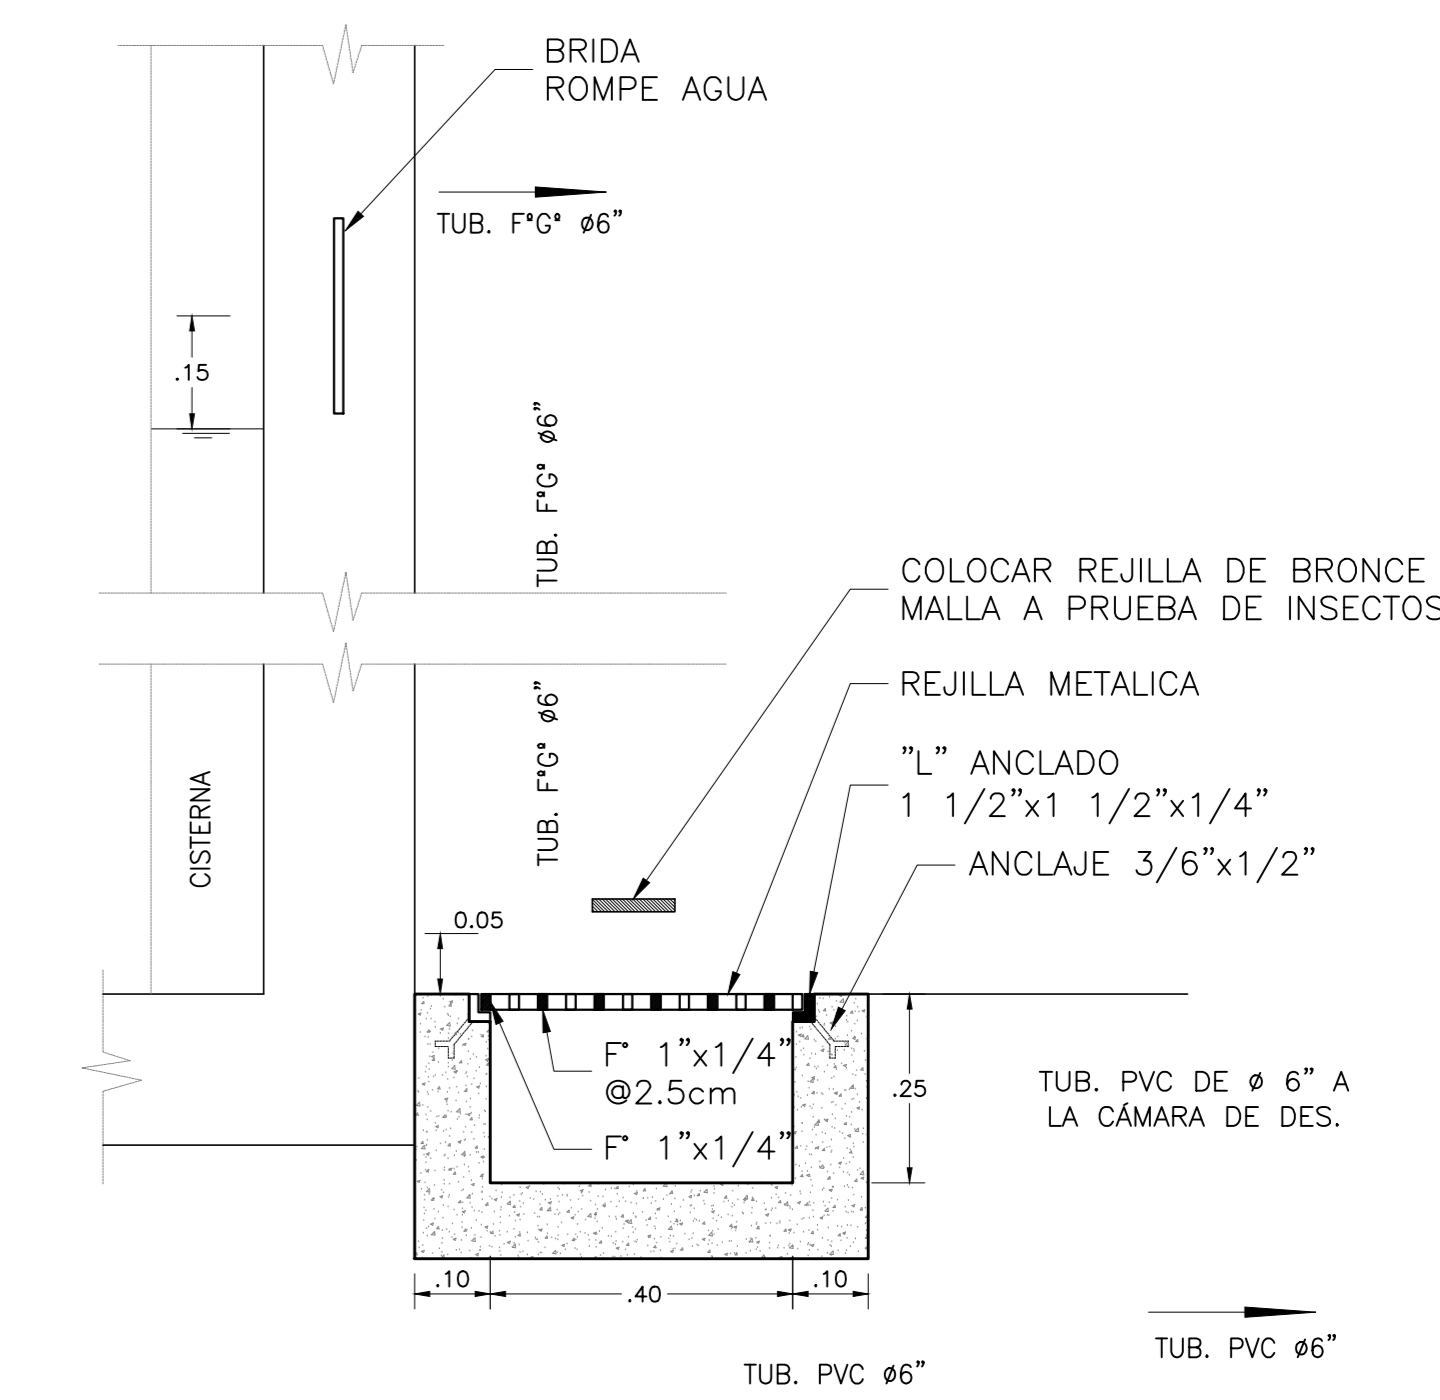 BRIDA
ROMPE AGUA
TUB. F°G° ø6”
.15
TUB. F°G° ø6”
COLOCAR REJILLA DE BRONCE
MALLA A PRUEBA DE INSECTOS
REJILLA METALICA
TUB. F°G° ø6”
”L” ANCLADO
1 1/2”x1 1/2”x1/4”
CISTERNA
ANCLAJE 3/6”x1/2”
0.05
F° 1”x1/4”
@2.5cm
F° 1”x1/4”
.25
TUB. PVC DE ø 6” A
LA CÁMARA DE DES.
.10
.40
.10
TUB. PVC ø6”
TUB. PVC ø6”